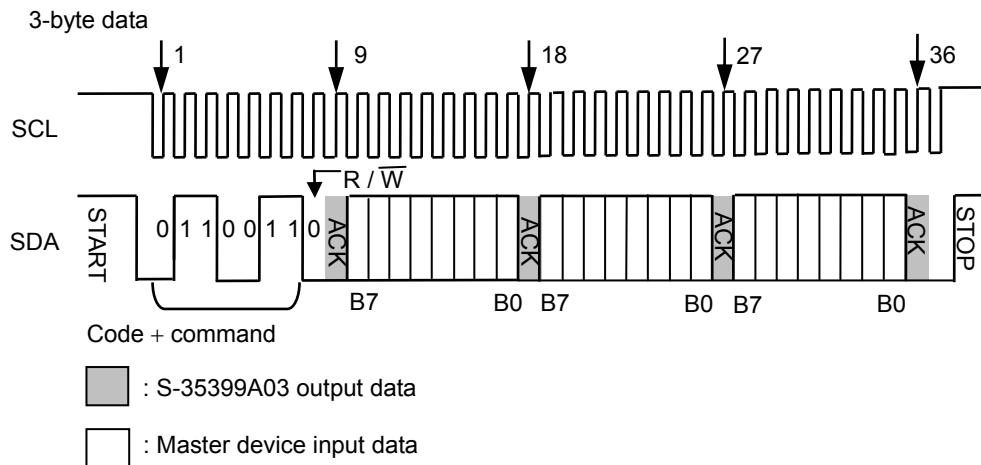 3-byte data
1 9 18 27 36
SCL
R / W
SDA START 0 1 1 0 0 1 1 0 ACK ACK ACK ACK STOP
B7 B0 B7 B0 B7 B0
Code + command
: S-35399A03 output data
: Master device input data